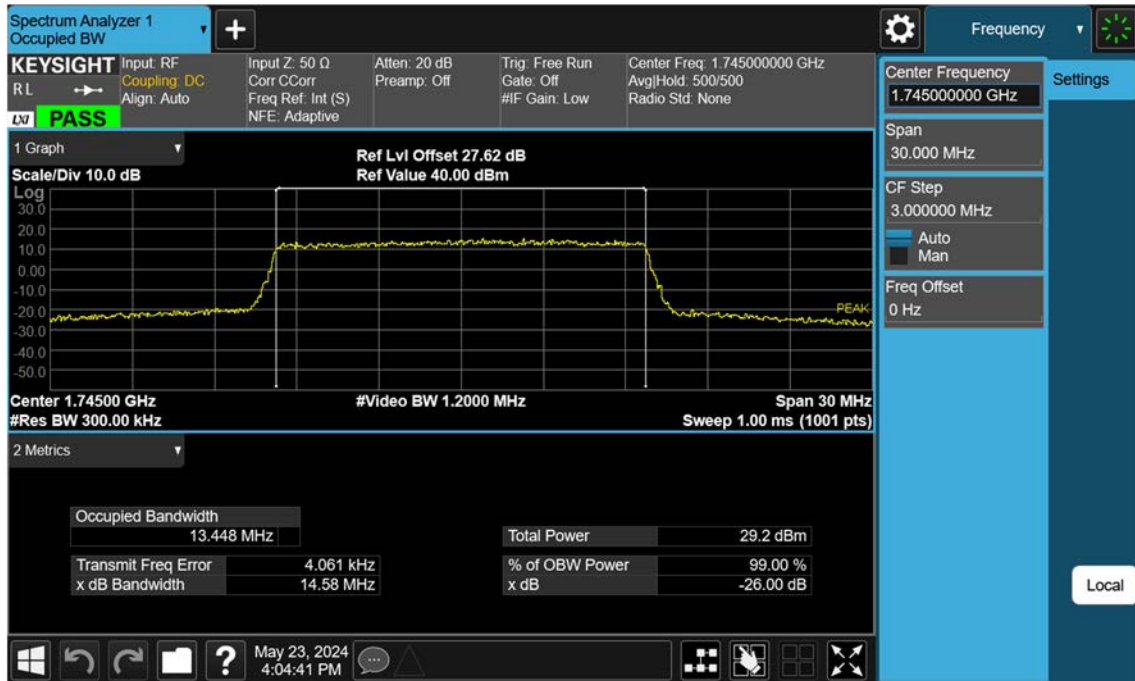 Spectrum Analyzer 1
Occupied BW
+
Frequency
KEYSIGHT
RL
LXI PASS
Input: RF
Coupling: DC
Align: Auto
Input Z: 50 Ω
Corr CCorr
Freq Ref: Int (S)
NFE: Adaptive
Atten: 20 dB
Preamp: Off
Trig: Free Run
Gate: Off
#IF Gain: Low
Center Freq: 1.745000000 GHz
Avg|Hold: 500/500
Radio Std: None
Center Frequency
1.745000000 GHz
Settings
Span
30.000 MHz
CF Step
3.000000 MHz
Auto
Man
Freq Offset
0 Hz
Local
1 Graph
Scale/Div 10.0 dB
Ref Lvl Offset 27.62 dB
Ref Value 40.00 dBm
Log
30.0
20.0
10.0
0.00
-10.0
-20.0
-30.0
-40.0
-50.0
PEAK
Center 1.74500 GHz
#Video BW 1.2000 MHz
Span 30 MHz
#Res BW 300.00 kHz
Sweep 1.00 ms (1001 pts)
2 Metrics
Occupied Bandwidth
13.448 MHz
Total Power 29.2 dBm
Transmit Freq Error 4.061 kHz
% of OBW Power 99.00 %
x dB Bandwidth 14.58 MHz
x dB -26.00 dB
?
May 23, 2024
4:04:41 PM